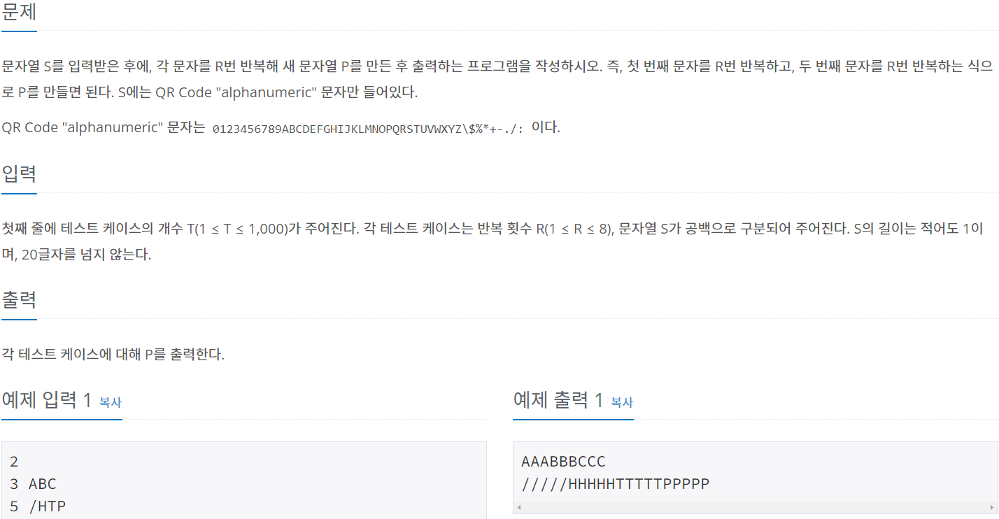 문제
문자열 S를 입력받은 후에, 각 문자를 R번 반복해 새 문자열 P를 만든 후 출력하는 프로그램을 작성하시오. 즉, 첫 번째 문자를 R번 반복하고, 두 번째 문자를 R번 반복하는 식으
로 P를 만들면 된다. S에는 QR Code "alphanumeric" 문자만 들어있다.
QR Code "alphanumeric" 문자는 0123456789ABCDEFGHIJKLMNOPQRSTUVWXYZ\$%*+-./: 이다.
입력
첫째 줄에 테스트 케이스의 개수 T(1 ≤ T ≤ 1,000)가 주어진다. 각 테스트 케이스는 반복 횟수 R(1 ≤ R ≤ 8), 문자열 S가 공백으로 구분되어 주어진다. S의 길이는 적어도 1이
며, 20글자를 넘지 않는다.
출력
각 테스트 케이스에 대해 P를 출력한다.
예제 입력 1 복사
2
3 ABC
5 /HTP
예제 출력 1 복사
AAABBBCCC
/////HHHHHTTTTTPPPPP